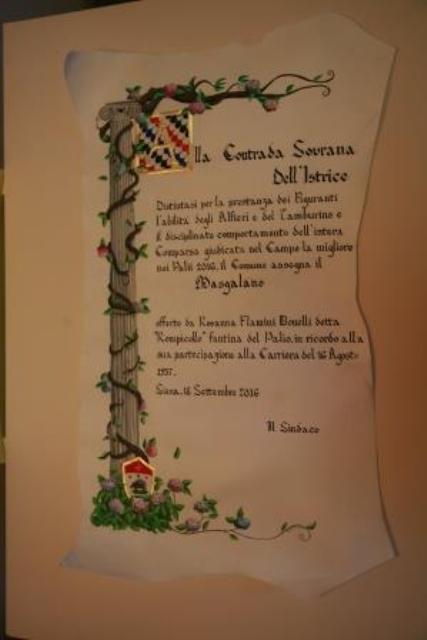 Alla Contrada Sovrana
Dell'Istrice
Distintasi per la prestanza dei Figuranti
l'abilità degli Alfieri e del Tamburino e
il disciplinato comportamento dell'intera
Comparsa giudicata nel Campo la migliore
nei Palii 2016, il Comune assegna il
Masgalano
offerto da Rosanna Flamini Bonelli detta
"Rompicollo" fantina del Palio, in ricordo alla
sua partecipazione alla Carriera del 16 Agosto
1957.
Siena, 18 Settembre 2016
Il Sindaco